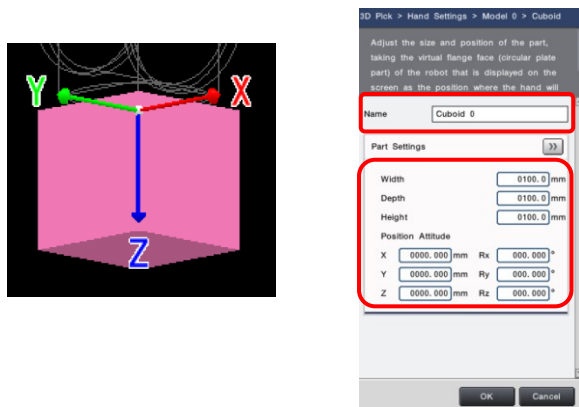 Y
X
Z
3D Pick > Hand Settings > Model 0 > Cuboid
Adjust the size and position of the part,
taking the virtual flange face (circular plate
part) of the robot that is displayed on the
screen as the position where the hand will
Name Cuboid 0
Part Settings >>
Width 0100.0 mm
Depth 0100.0 mm
Height 0100.0 mm
Position Attitude
X 0000.000 mm Rx 000.000 °
Y 0000.000 mm Ry 000.000 °
Z 0000.000 mm Rz 000.000 °
OK Cancel